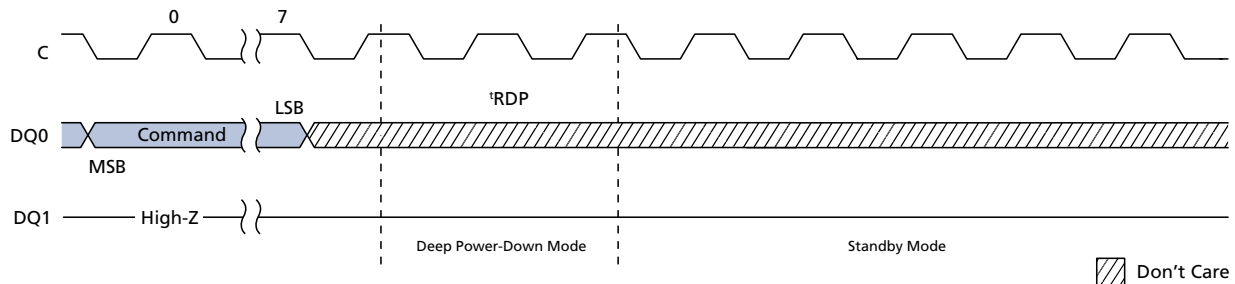 0 7
C
ᵗRDP
LSB
DQ0 Command
MSB
DQ1 High-Z
Deep Power-Down Mode Standby Mode
Don't Care